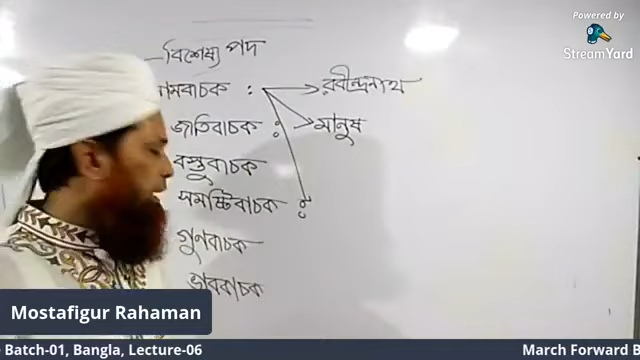 বিশেষ্য পদ
নামবাচক : রবীন্দ্রনাথ
জাতিবাচক : মানুষ
বস্তুবাচক
সমষ্টিবাচক :
গুণবাচক
ভাববাচক
Powered by
StreamYard
Mostafigur Rahaman
Batch-01, Bangla, Lecture-06
March Forward B